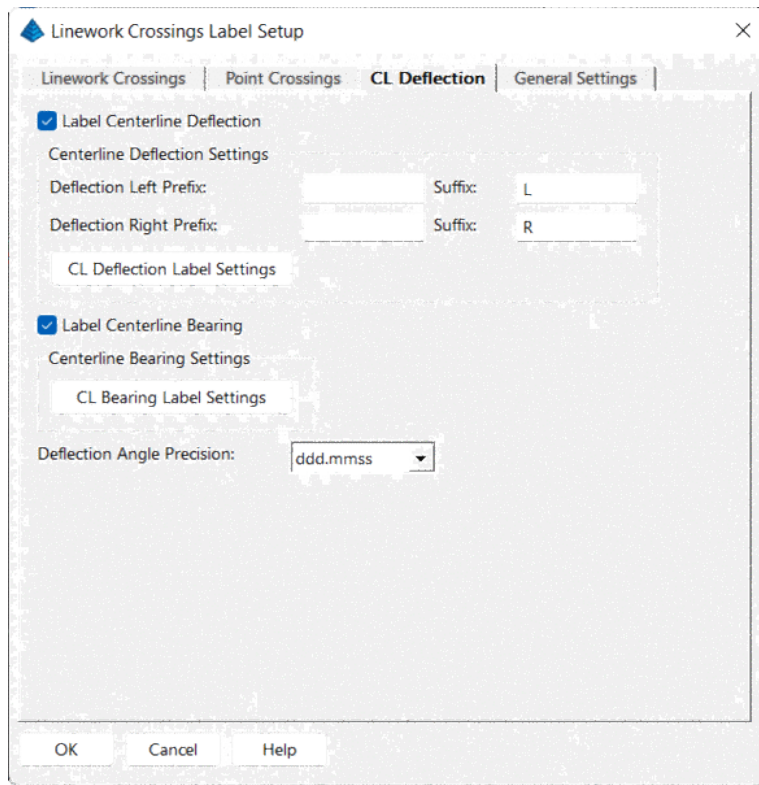 Linework Crossings Label Setup
Linework Crossings Point Crossings CL Deflection General Settings
Label Centerline Deflection
Centerline Deflection Settings
Deflection Left Prefix: Suffix: L
Deflection Right Prefix: Suffix: R
CL Deflection Label Settings
Label Centerline Bearing
Centerline Bearing Settings
CL Bearing Label Settings
Deflection Angle Precision: ddd.mmss
OK Cancel Help